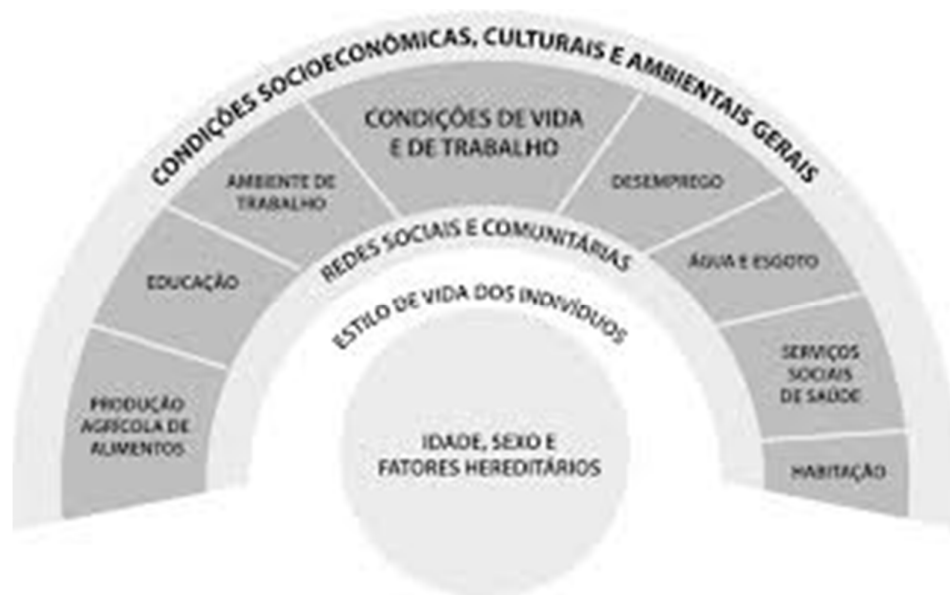 CONDIÇÕES SOCIOECONÔMICAS, CULTURAIS E AMBIENTAIS GERAIS
CONDIÇÕES DE VIDA
E DE TRABALHO
AMBIENTE DE
TRABALHO
DESEMPREGO
REDES SOCIAIS E COMUNITÁRIAS
EDUCAÇÃO
ÁGUA E ESGOTO
ESTILO DE VIDA DOS INDIVÍDUOS
PRODUÇÃO
AGRÍCOLA DE
ALIMENTOS
SERVIÇOS
SOCIAIS
DE SAÚDE
IDADE, SEXO E
FATORES HEREDITÁRIOS
HABITAÇÃO